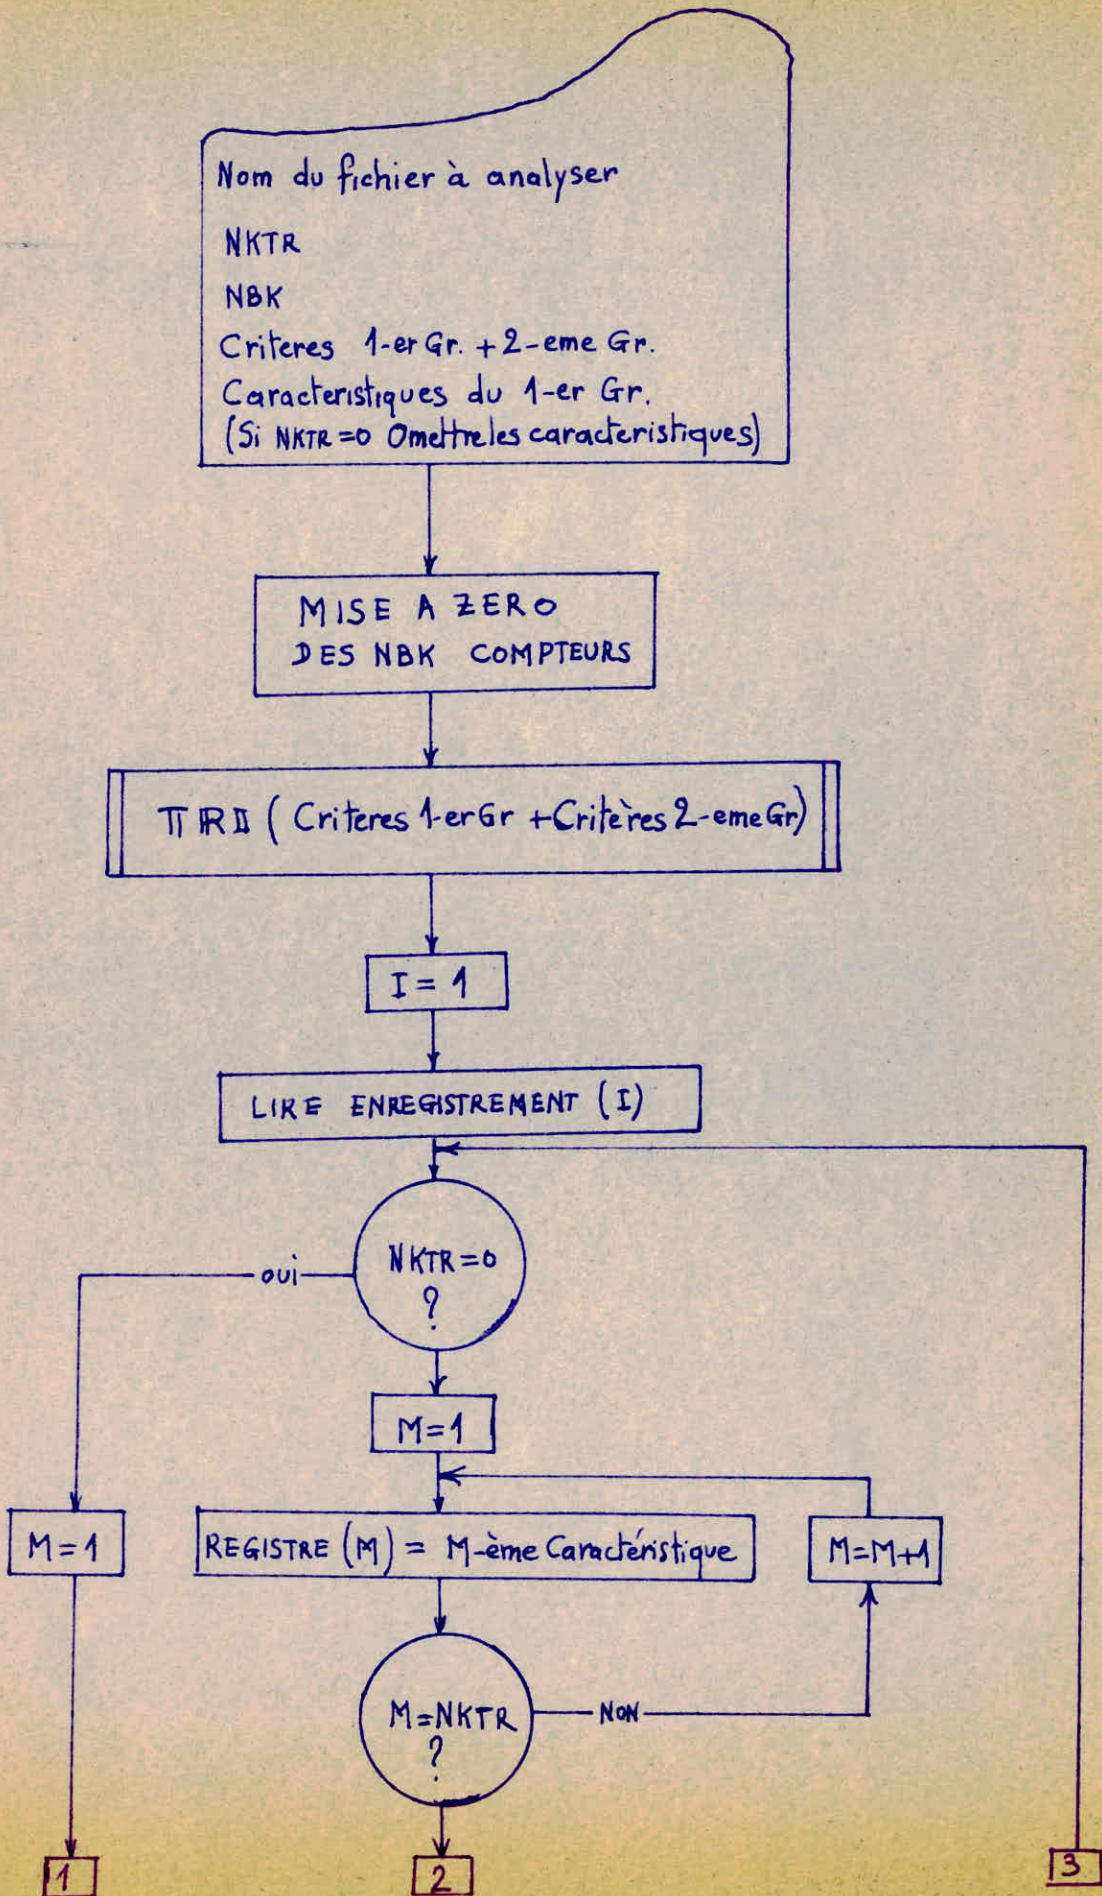 Nom du fichier à analyser
NKTR
NBK
Criteres 1-er Gr. + 2-eme Gr.
Caracteristiques du 1-er Gr.
(Si NKTR=0 Omettre les caracteristiques)
MISE A ZERO
DES NBK COMPTEURS
TRI (Criteres 1-er Gr + Critères 2-eme Gr)
I = 1
LIRE ENREGISTREMENT (I)
NKTR=0
?
OUI
M=1
M=1
REGISTRE (M) = M-ème Caractéristique
M=M+1
M=NKTR
?
NON
1
2
3